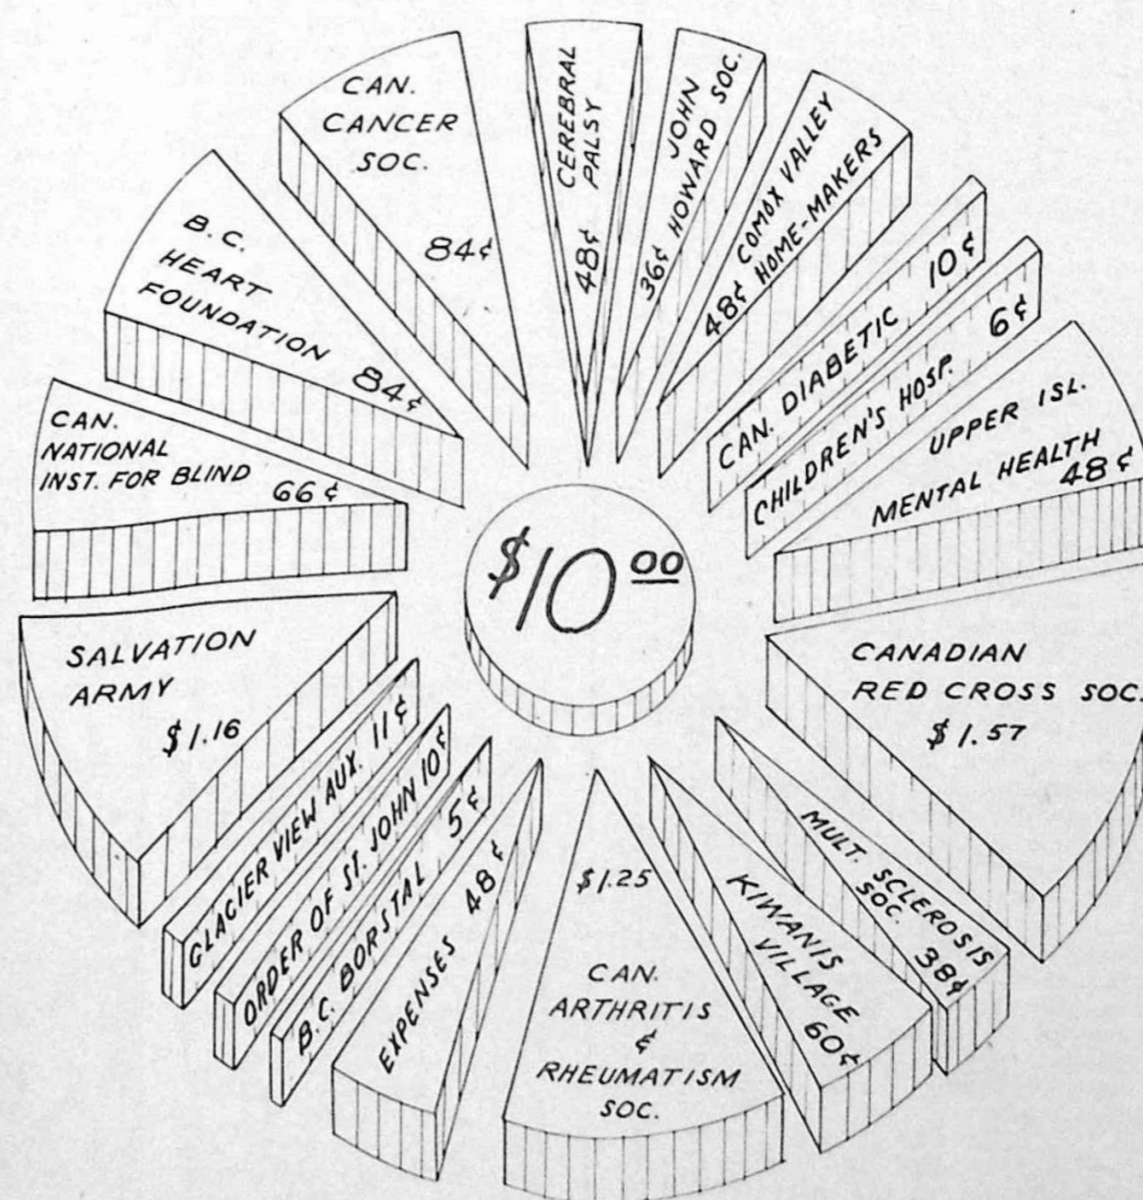 $10.00
CEREBRAL
PALSY
48¢
JOHN
HOWARD SOC.
36¢
COMOX VALLEY
HOME-MAKERS
48¢
CAN. DIABETIC 10¢
CHILDREN'S HOSP. 6¢
UPPER ISL.
MENTAL HEALTH
48¢
CANADIAN
RED CROSS SOC.
$1.57
MULT. SCLEROSIS
SOC.
38¢
KIWANIS
VILLAGE
60¢
$1.25
CAN.
ARTHRITIS
&
RHEUMATISM
SOC.
EXPENSES 48¢
B.C. BORSTAL 5¢
ORDER OF ST. JOHN 10¢
GLACIER VIEW AUX. 11¢
SALVATION
ARMY
$1.16
CAN.
NATIONAL
INST. FOR BLIND 66¢
B.C.
HEART
FOUNDATION
84¢
CAN.
CANCER
SOC.
84¢